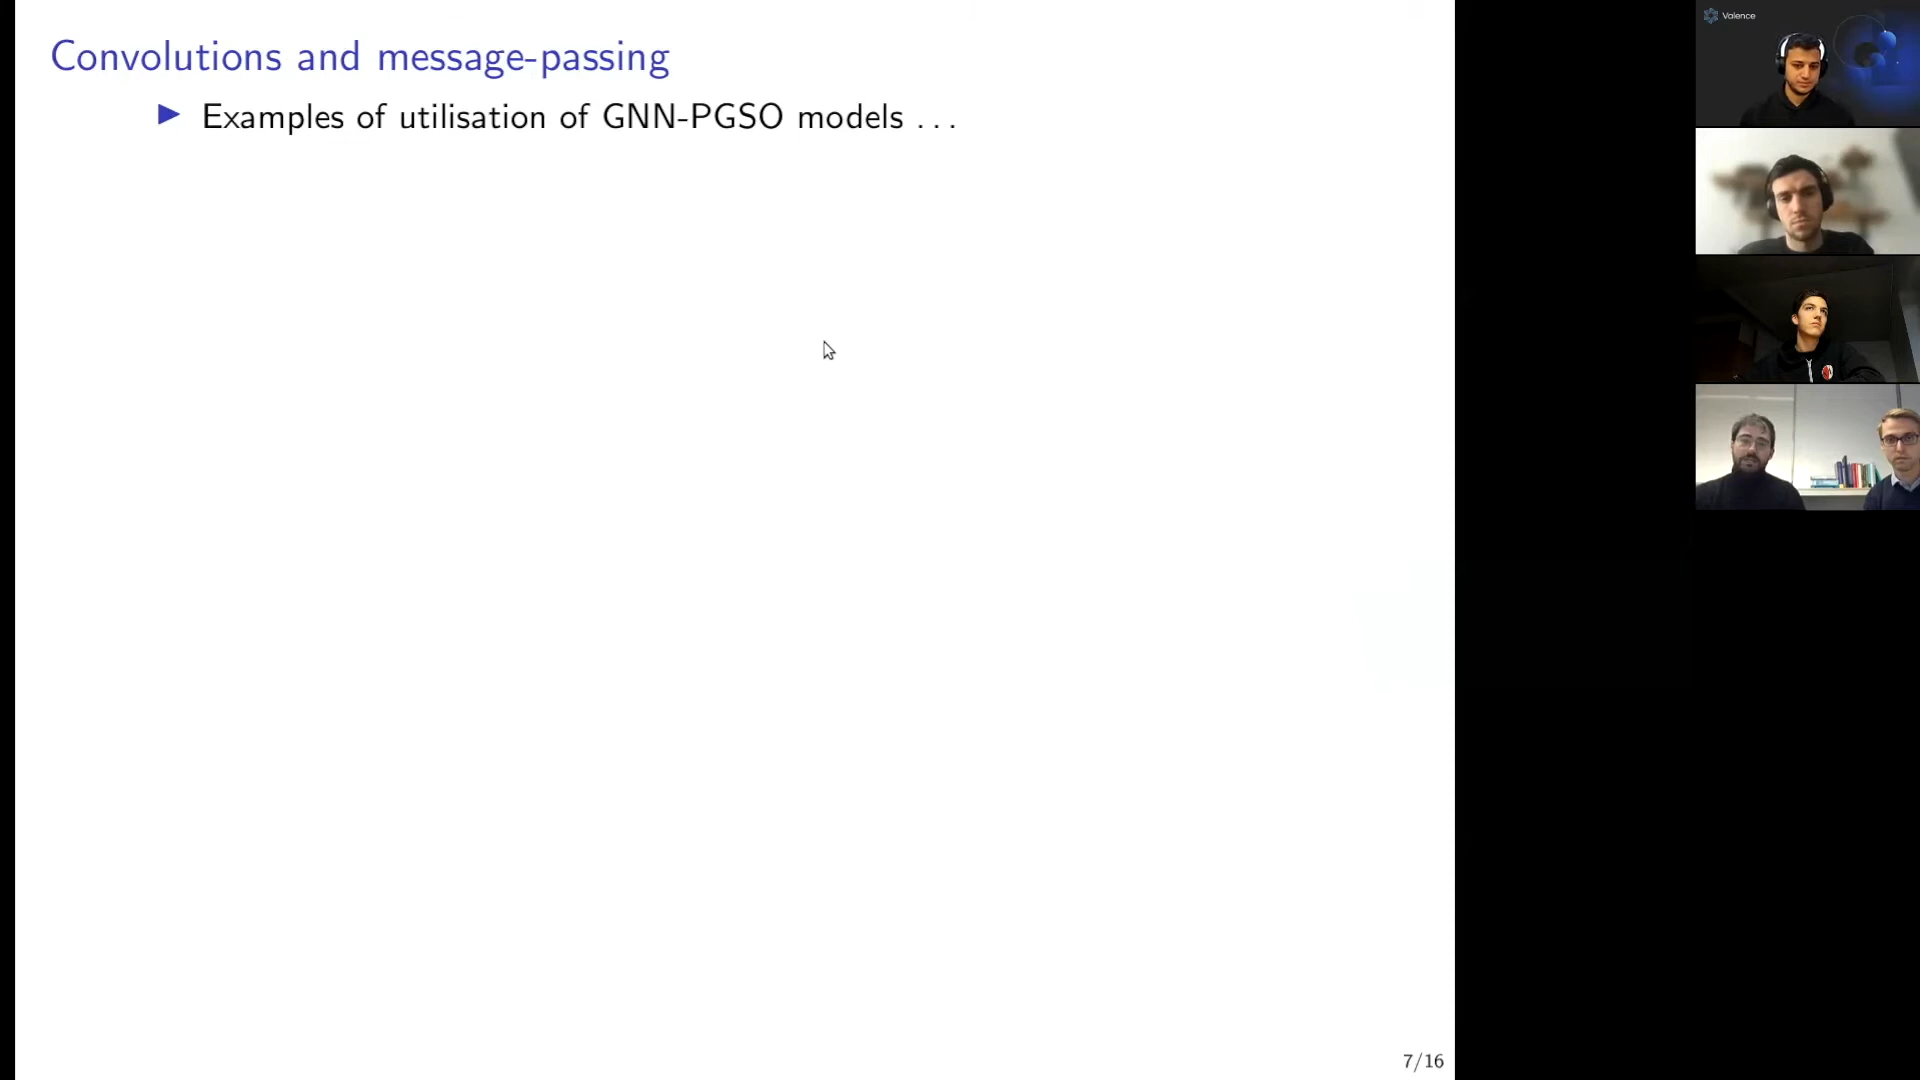 Convolutions and message-passing
Examples of utilisation of GNN-PGSO models ...
7/16
Valence